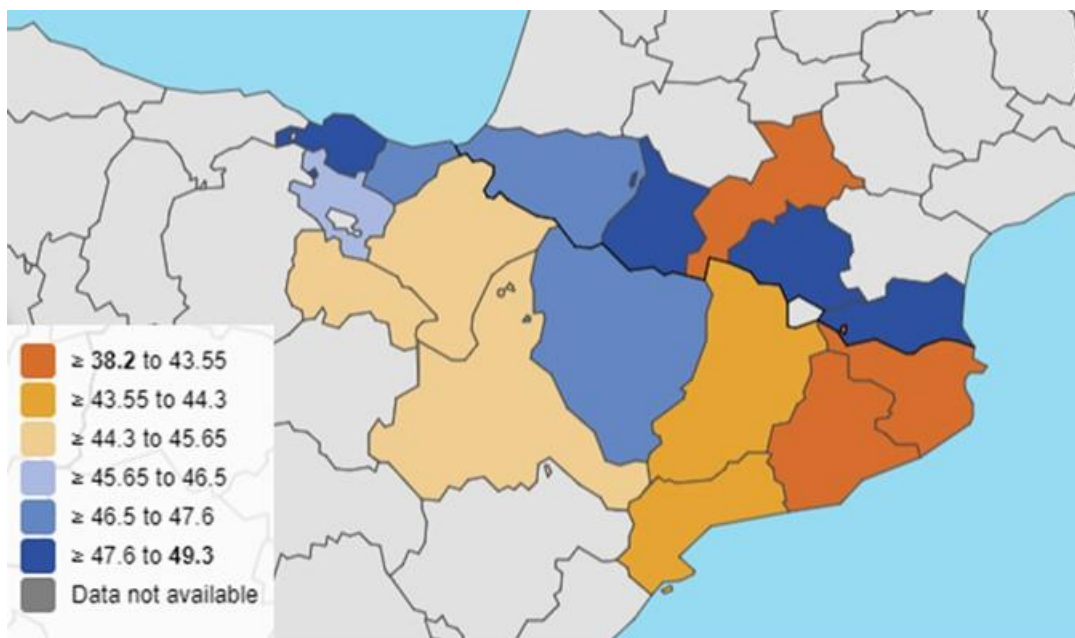 ≥ 38.2 to 43.55
≥ 43.55 to 44.3
≥ 44.3 to 45.65
≥ 45.65 to 46.5
≥ 46.5 to 47.6
≥ 47.6 to 49.3
Data not available